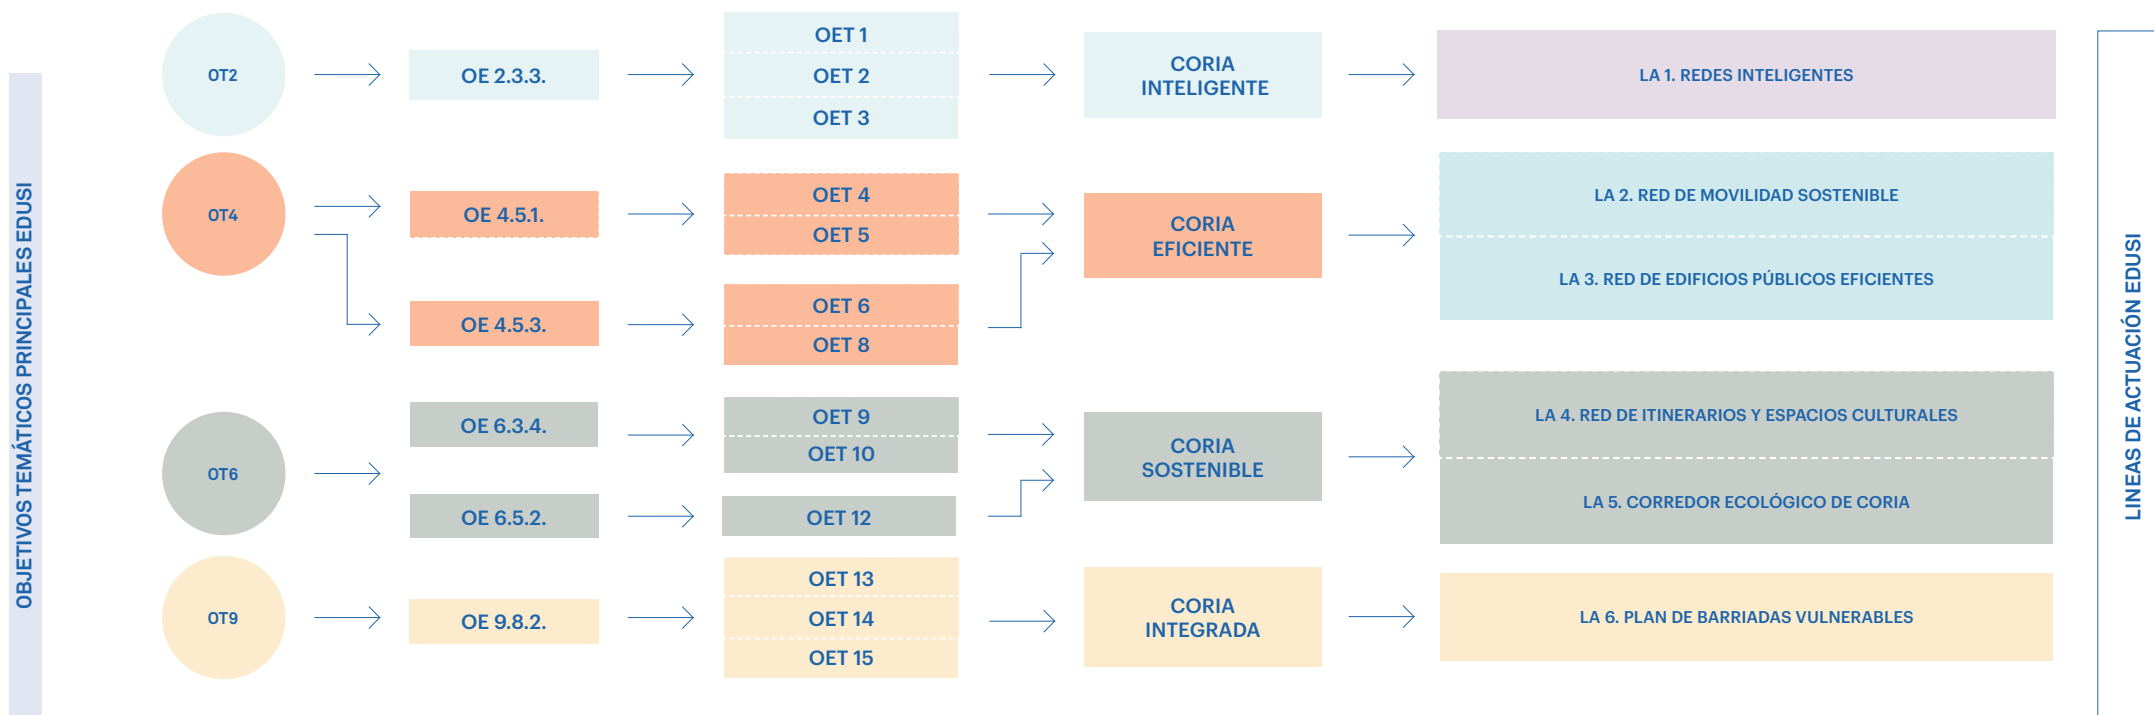 OBJETIVOS TEMÁTICOS PRINCIPALES EDUSI
OT2
OE 2.3.3.
OET 1
OET 2
OET 3
CORIA
INTELIGENTE
LA 1. REDES INTELIGENTES
OT4
OE 4.5.1.
OET 4
OET 5
OE 4.5.3.
OET 6
OET 8
CORIA
EFICIENTE
LA 2. RED DE MOVILIDAD SOSTENIBLE
LA 3. RED DE EDIFICIOS PÚBLICOS EFICIENTES
OT6
OE 6.3.4.
OET 9
OET 10
OE 6.5.2.
OET 12
CORIA
SOSTENIBLE
LA 4. RED DE ITINERARIOS Y ESPACIOS CULTURALES
LA 5. CORREDOR ECOLÓGICO DE CORIA
OT9
OE 9.8.2.
OET 13
OET 14
OET 15
CORIA
INTEGRADA
LA 6. PLAN DE BARRIADAS VULNERABLES
LINEAS DE ACTUACIÓN EDUSI